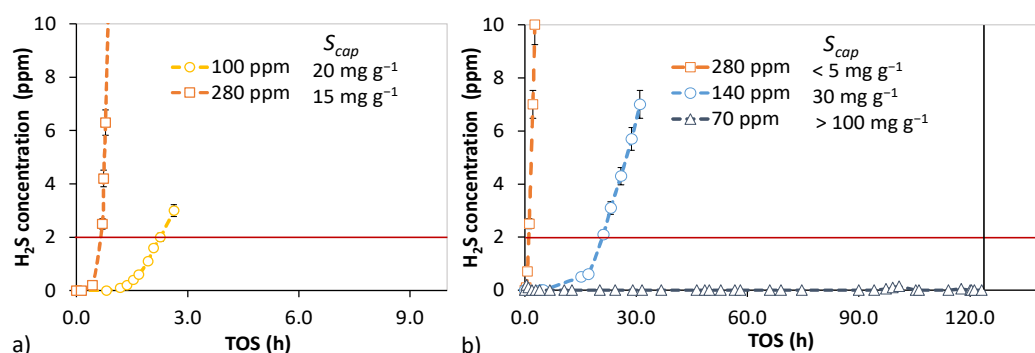 H₂S concentration (ppm)
10
8
6
4
2
0
S_cap
100 ppm 20 mg g⁻¹
280 ppm 15 mg g⁻¹
0.0 3.0 6.0 9.0
TOS (h)
a)
H₂S concentration (ppm)
10
8
6
4
2
0
S_cap
280 ppm < 5 mg g⁻¹
140 ppm 30 mg g⁻¹
70 ppm > 100 mg g⁻¹
0.0 30.0 60.0 90.0 120.0
TOS (h)
b)